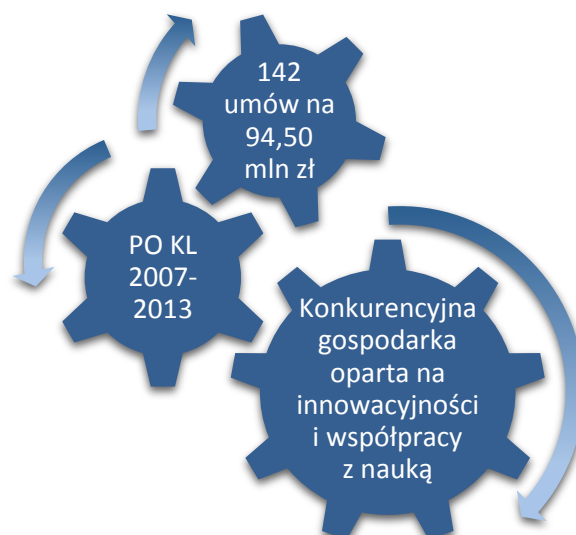 142
umów na
94,50
mln zł
PO KL
2007-
2013
Konkurencyjna
gospodarka
oparta na
innowacyjności
i współpracy
z nauką